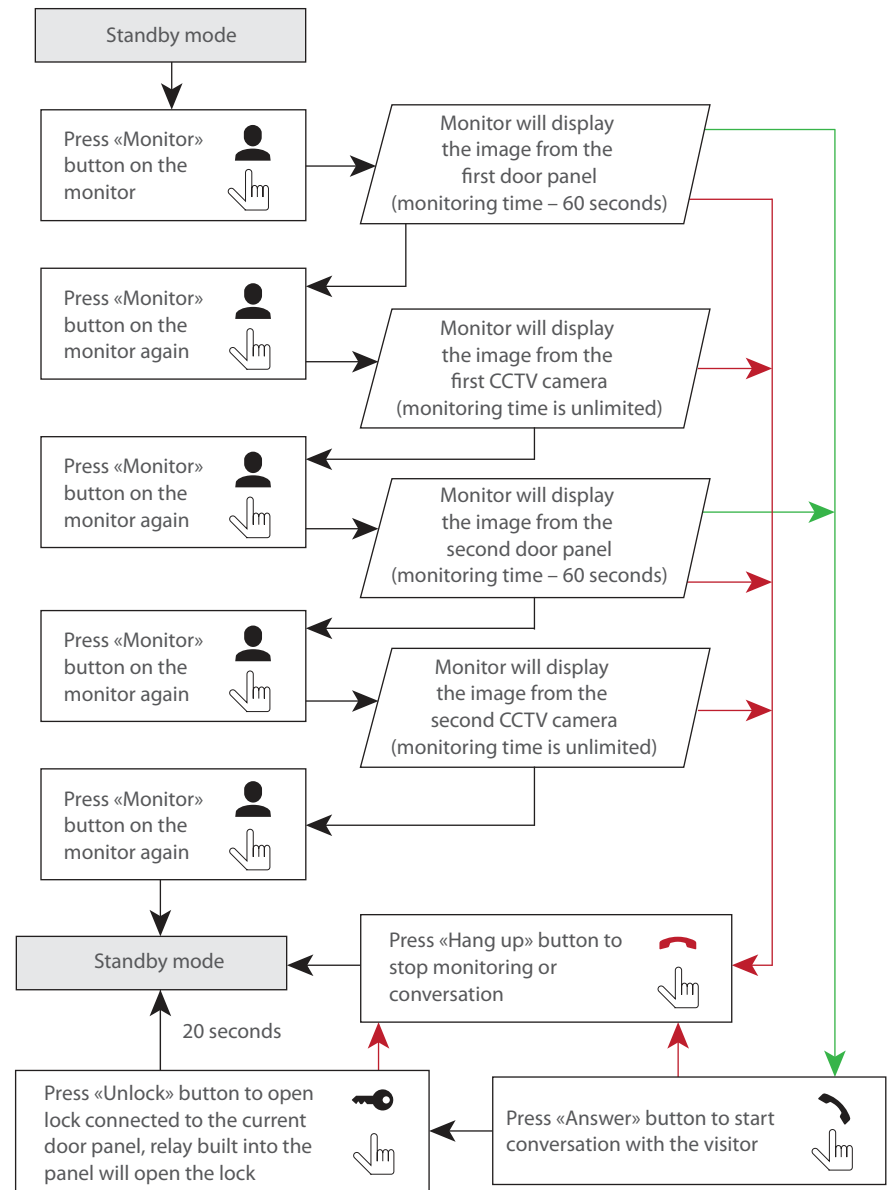 Standby mode
Press «Monitor»
button on the
monitor
Monitor will display
the image from the
first door panel
(monitoring time – 60 seconds)
Press «Monitor»
button on the
monitor again
Monitor will display
the image from the
first CCTV camera
(monitoring time is unlimited)
Press «Monitor»
button on the
monitor again
Monitor will display
the image from the
second door panel
(monitoring time – 60 seconds)
Press «Monitor»
button on the
monitor again
Monitor will display
the image from the
second CCTV camera
(monitoring time is unlimited)
Press «Monitor»
button on the
monitor again
Standby mode
Press «Hang up» button to
stop monitoring or
conversation
20 seconds
Press «Unlock» button to open
lock connected to the current
door panel, relay built into the
panel will open the lock
Press «Answer» button to start
conversation with the visitor